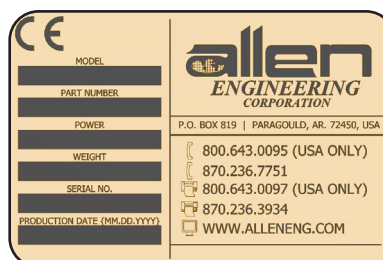 CE
MODEL
PART NUMBER
POWER
WEIGHT
SERIAL NO.
PRODUCTION DATE {MM.DD.YYYY}
allen
ENGINEERING
CORPORATION
P.O. BOX 819 | PARAGOULD, AR. 72450, USA
800.643.0095 (USA ONLY)
870.236.7751
800.643.0097 (USA ONLY)
870.236.3934
WWW.ALLENENG.COM